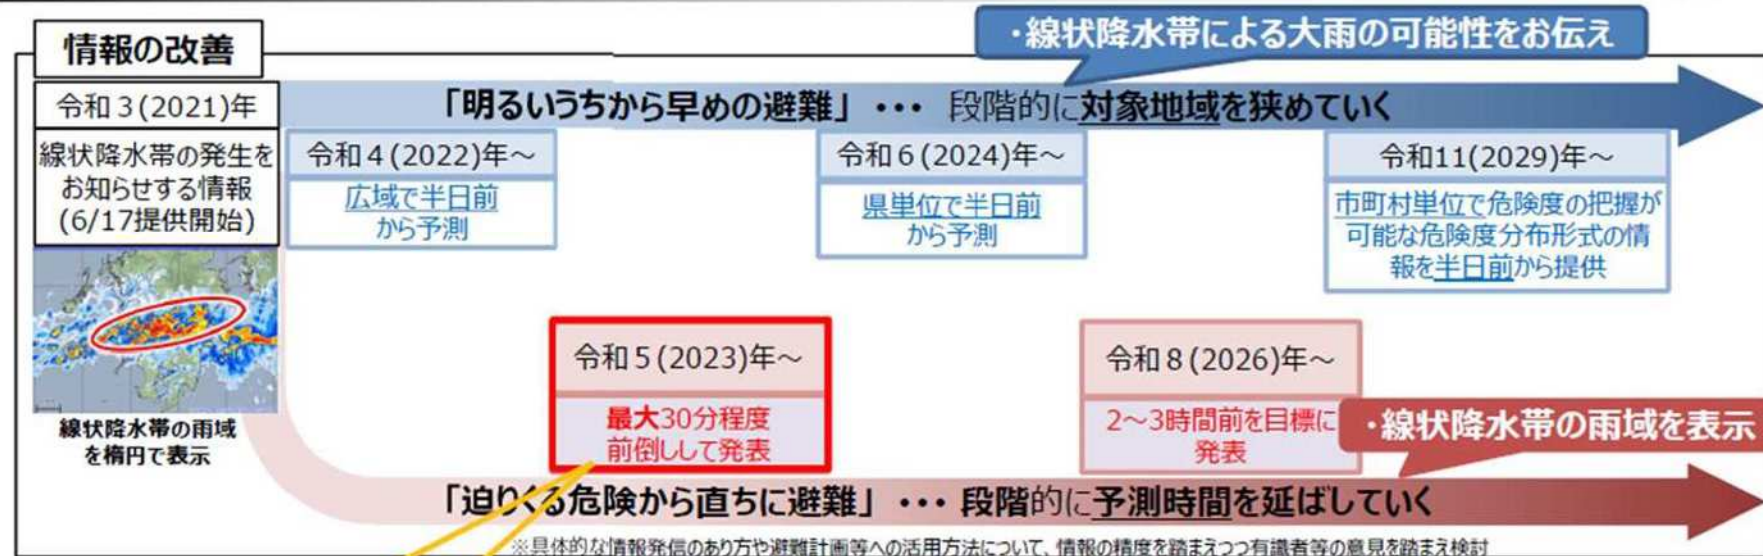 ・線状降水帯による大雨の可能性をお伝え
情報の改善
令和3(2021)年
「明るいうちから早めの避難」・・・ 段階的に対象地域を狭めていく
線状降水帯の発生を
お知らせする情報
(6/17提供開始)
令和4(2022)年～
広域で半日前
から予測
令和6(2024)年～
県単位で半日前
から予測
令和11(2029)年～
市町村単位で危険度の把握が
可能な危険度分布形式の情
報を半日前から提供
線状降水帯の雨域
を楕円で表示
令和5(2023)年～
最大30分程度
前倒しして発表
令和8(2026)年～
2～3時間前を目標に
発表
・線状降水帯の雨域を表示
「迫りくる危険から直ちに避難」・・・ 段階的に予測時間を延ばしていく
※具体的な情報発信のあり方や避難計画等への活用方法について、情報の精度を踏まえつつ有識者等の意見を踏まえ検討